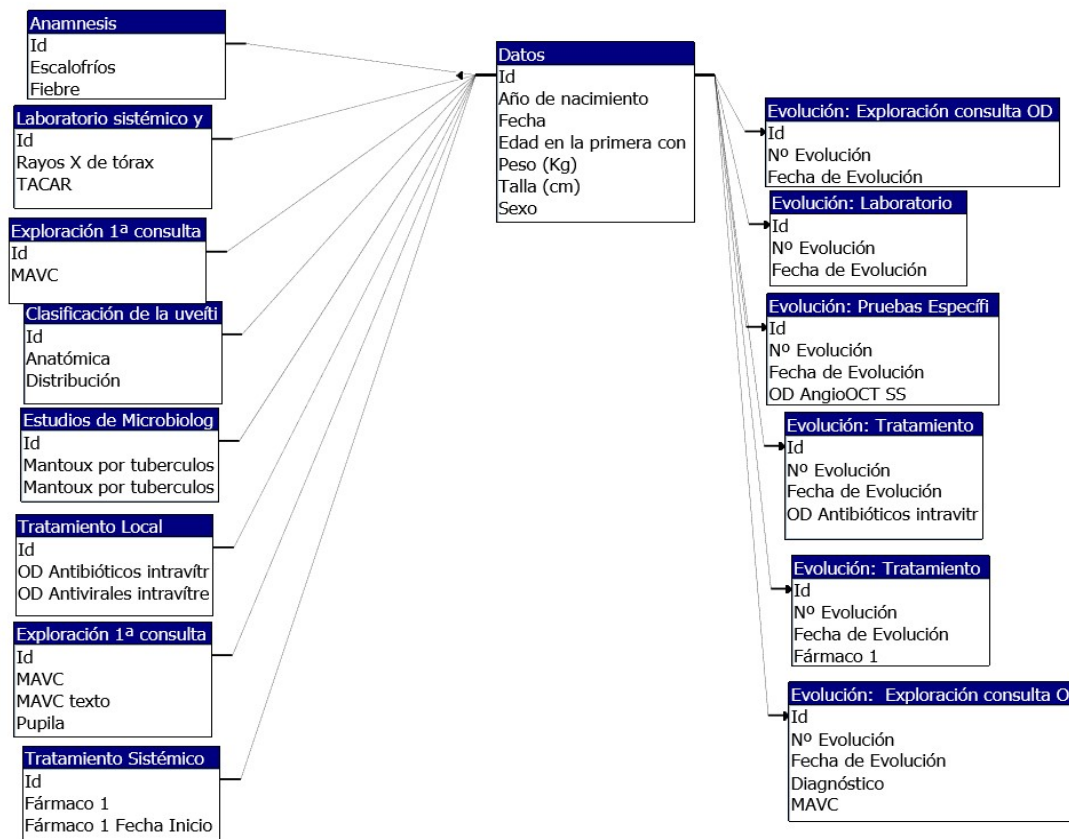 Anamnesis
Id
Escalofríos
Fiebre
Laboratorio sistémico y
Id
Rayos X de tórax
TACAR
Exploración 1ª consulta
Id
MAVC
Clasificación de la uveíti
Id
Anatómica
Distribución
Estudios de Microbiolog
Id
Mantoux por tuberculos
Mantoux por tuberculos
Tratamiento Local
Id
OD Antibióticos intravítr
OD Antivirales intravítre
Exploración 1ª consulta
Id
MAVC
MAVC texto
Pupila
Tratamiento Sistémico
Id
Fármaco 1
Fármaco 1 Fecha Inicio
Datos
Id
Año de nacimiento
Fecha
Edad en la primera con
Peso (Kg)
Talla (cm)
Sexo
Evolución: Exploración consulta OD
Id
Nº Evolución
Fecha de Evolución
Evolución: Laboratorio
Id
Nº Evolución
Fecha de Evolución
Evolución: Pruebas Específi
Id
Nº Evolución
Fecha de Evolución
OD AngioOCT SS
Evolución: Tratamiento
Id
Nº Evolución
Fecha de Evolución
OD Antibióticos intravitr
Evolución: Tratamiento
Id
Nº Evolución
Fecha de Evolución
Fármaco 1
Evolución: Exploración consulta O
Id
Nº Evolución
Fecha de Evolución
Diagnóstico
MAVC